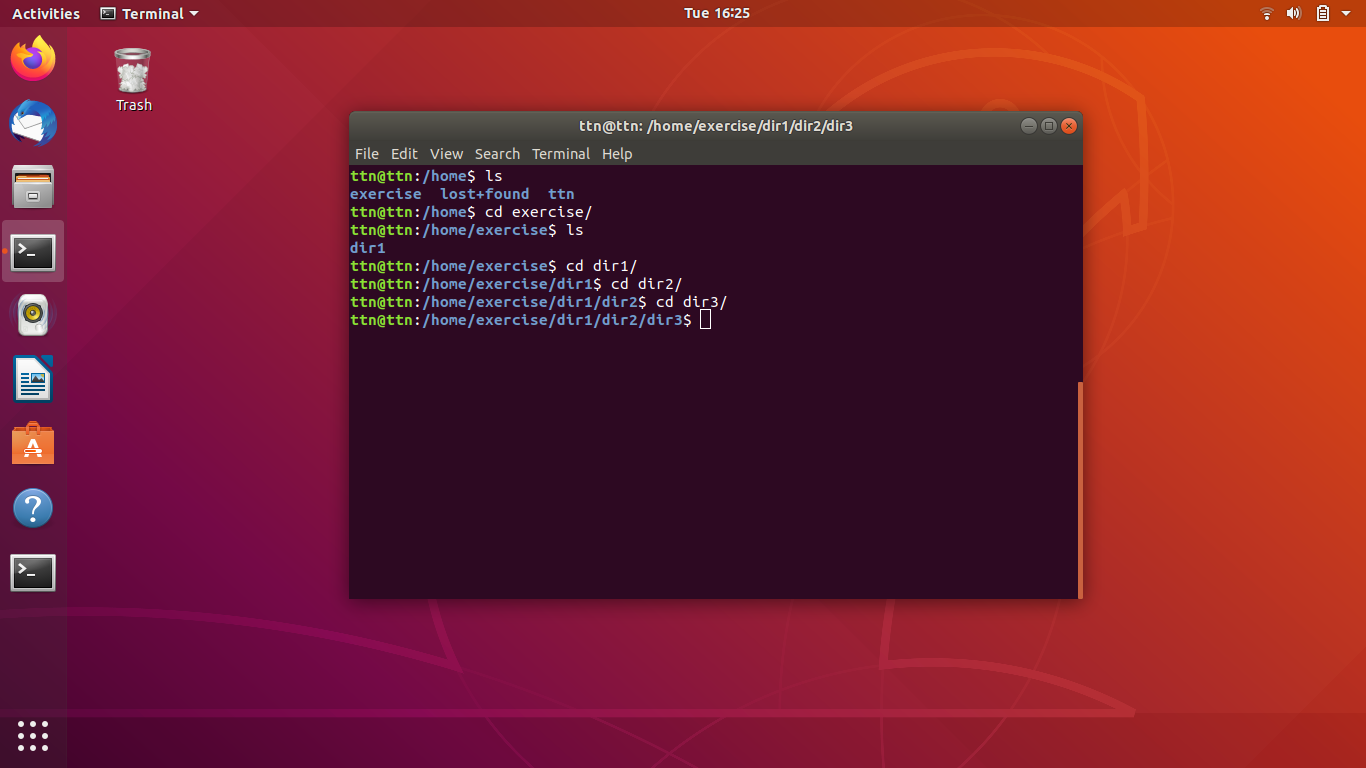 Activities Terminal Tue 16:25
Trash
ttn@ttn: /home/exercise/dir1/dir2/dir3
File Edit View Search Terminal Help
ttn@ttn:/home$ ls
exercise  lost+found  ttn
ttn@ttn:/home$ cd exercise/
ttn@ttn:/home/exercise$ ls
dir1
ttn@ttn:/home/exercise$ cd dir1/
ttn@ttn:/home/exercise/dir1$ cd dir2/
ttn@ttn:/home/exercise/dir1/dir2$ cd dir3/
ttn@ttn:/home/exercise/dir1/dir2/dir3$